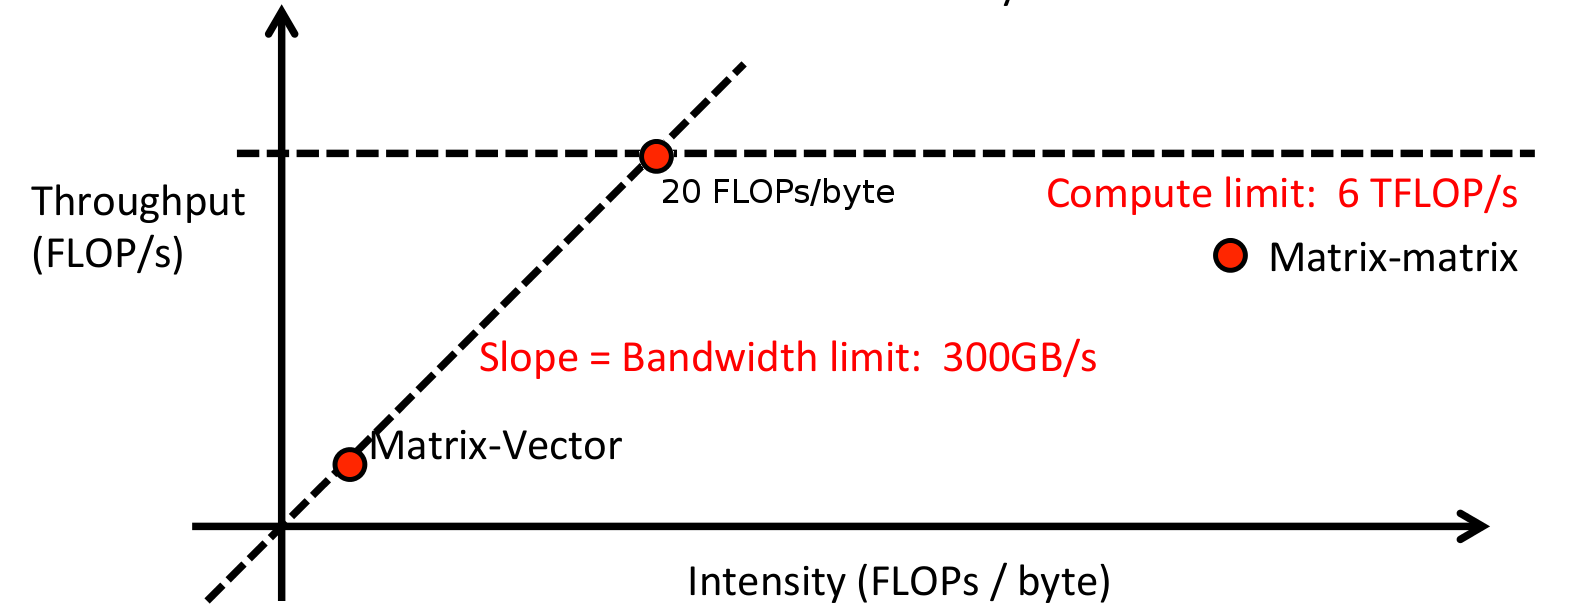 Throughput
(FLOP/s)
20 FLOPs/byte
Compute limit:  6 TFLOP/s
Matrix-matrix
Slope = Bandwidth limit:  300GB/s
Matrix-Vector
Intensity (FLOPs / byte)